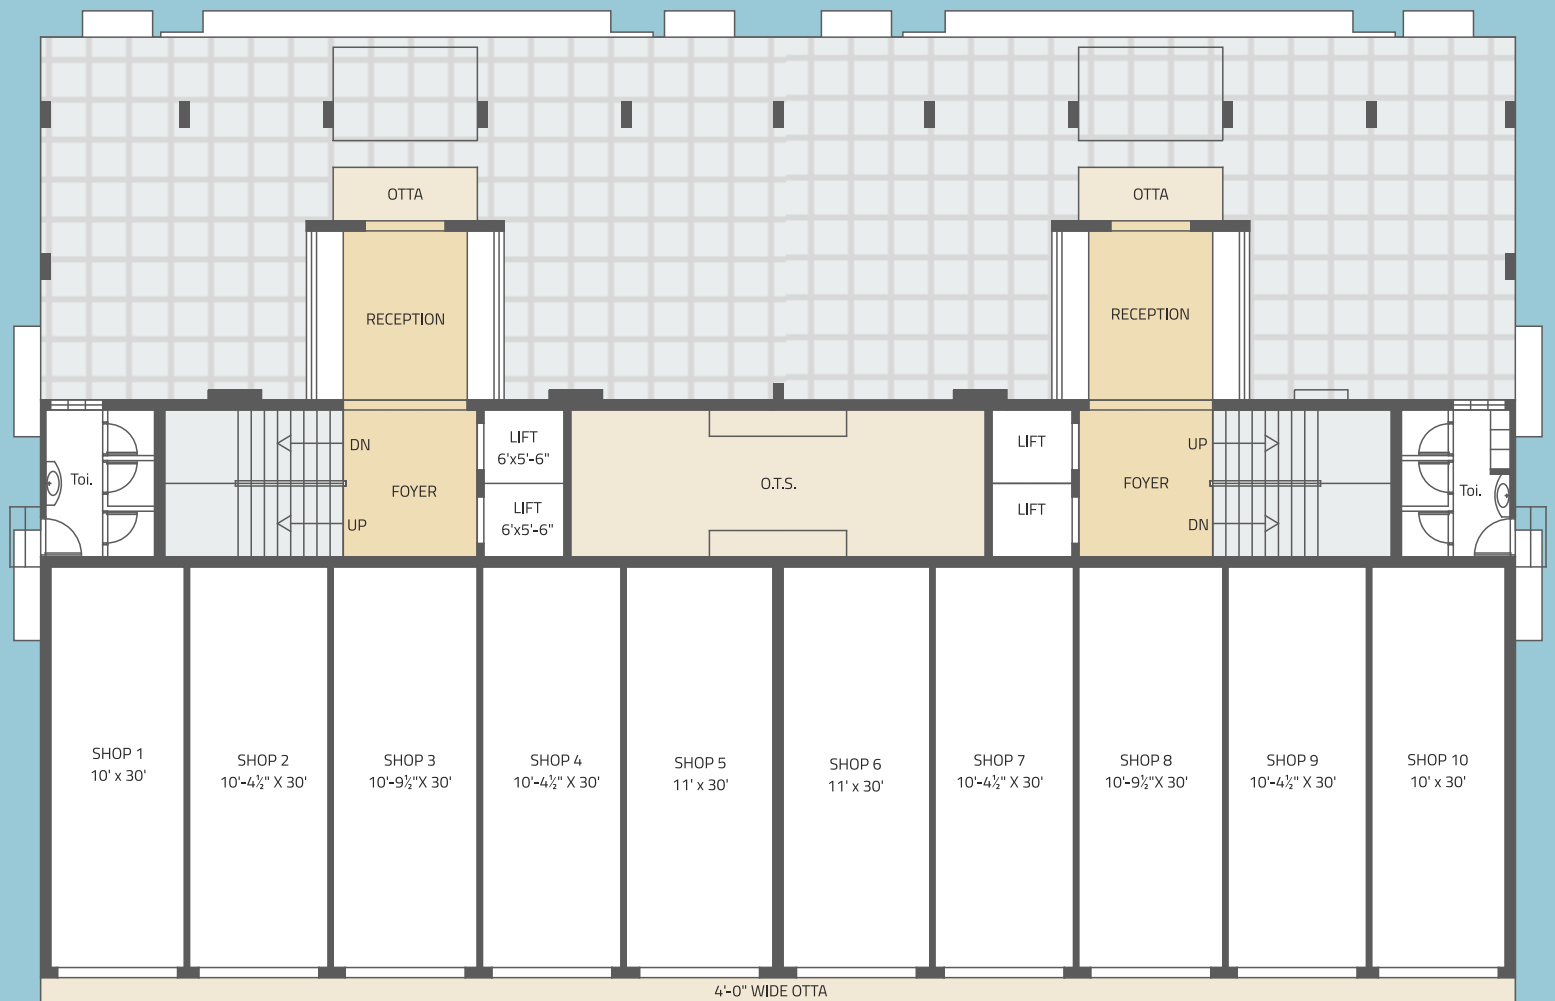 OTTA
OTTA
RECEPTION
RECEPTION
LIFT
6'x5'-6"
LIFT
DN
UP
Toi.
FOYER
O.T.S.
FOYER
Toi.
LIFT
6'x5'-6"
LIFT
UP
DN
SHOP 1
10' x 30'
SHOP 2
10'-4½" X 30'
SHOP 3
10'-9½"X 30'
SHOP 4
10'-4½" X 30'
SHOP 5
11' x 30'
SHOP 6
11' x 30'
SHOP 7
10'-4½" X 30'
SHOP 8
10'-9½"X 30'
SHOP 9
10'-4½" X 30'
SHOP 10
10' x 30'
4'-0" WIDE OTTA